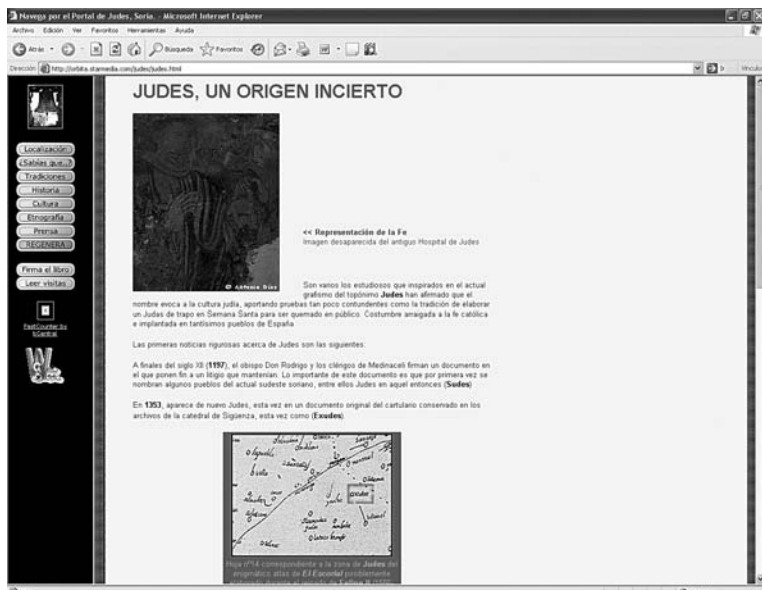 Navega por el Portal de Judes, Soria. - Microsoft Internet Explorer
Archivo Edición Ver Favoritos Herramientas Ayuda
Atrás Búsqueda Favoritos
Dirección http://orbita.starmedia.com/judes/judes.html Vínculos
JUDES, UN ORIGEN INCIERTO
Localización
¿Sabías que..?
Tradiciones
Historia
Cultura
Etnografía
Prensa
REGENERA
Firma el libro
Leer visitas
FastCounter by
bCentral
© Antonio Díaz
<< Representación de la Fe
Imagen desaparecida del antiguo Hospital de Judes
Son varios los estudiosos que inspirados en el actual
grafismo del topónimo Judes han afirmado que el
nombre evoca a la cultura judía, aportando pruebas tan poco contundentes como la tradición de elaborar
un Judas de trapo en Semana Santa para ser quemado en público. Costumbre arraigada a la fe católica
e implantada en tantísimos pueblos de España
Las primeras noticias rigurosas acerca de Judes son las siguientes:
A finales del siglo XII (1197), el obispo Don Rodrigo y los clérigos de Medinaceli firman un documento en
el que ponen fin a un litigio que mantenían. Lo importante de este documento es que por primera vez se
nombran algunos pueblos del actual sudeste soriano, entre ellos Judes en aquel entonces (Sudes)
En 1353, aparece de nuevo Judes, esta vez en un documento original del cartulario conservado en los
archivos de la catedral de Sigüenza, esta vez como (Exudes).
Hoja nº14 correspondiente a la zona de Judes del
enigmático atlas de El Escorial posiblemente